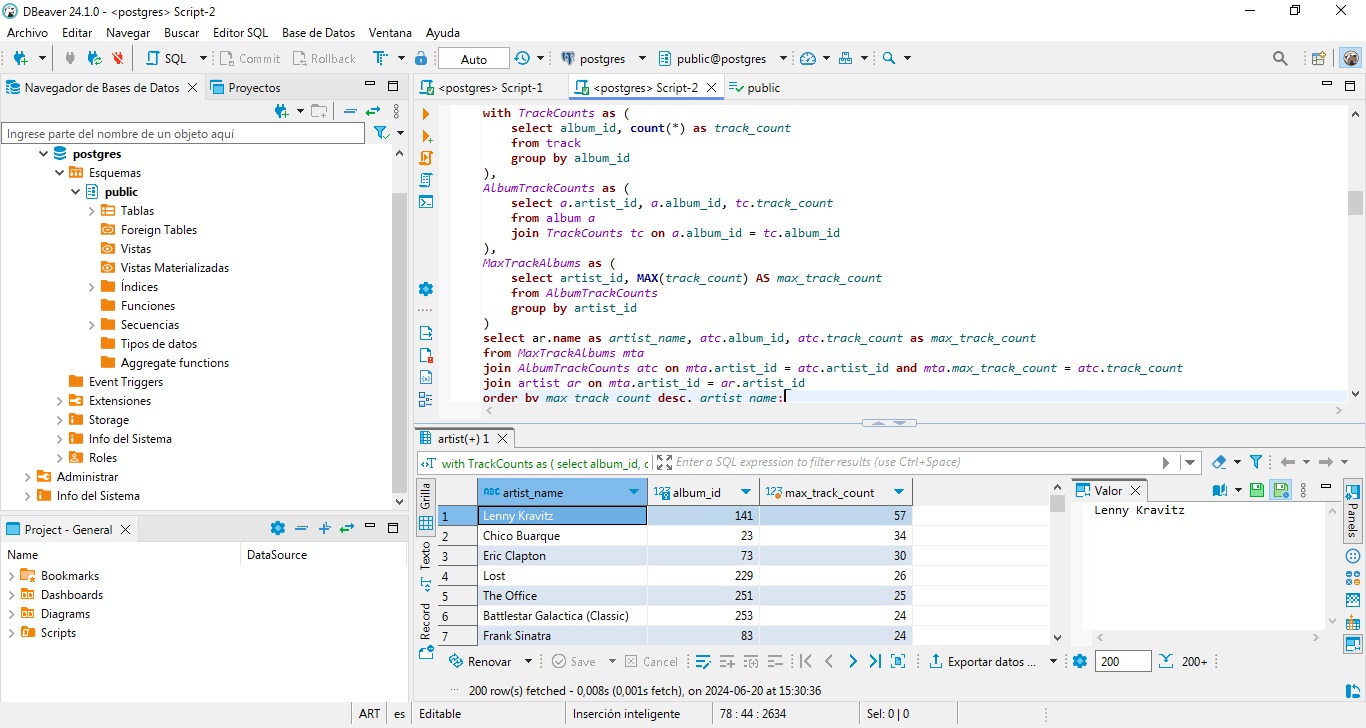 DBeaver 24.1.0 - <postgres> Script-2
Archivo Editar Navegar Buscar Editor SQL Base de Datos Ventana Ayuda
SQL Commit Rollback Auto postgres public@postgres
Navegador de Bases de Datos Proyectos
Ingrese parte del nombre de un objeto aquí
postgres
Esquemas
public
Tablas
Foreign Tables
Vistas
Vistas Materializadas
Índices
Funciones
Secuencias
Tipos de datos
Aggregate functions
Event Triggers
Extensiones
Storage
Info del Sistema
Roles
Administrar
Info del Sistema
Project - General
Name DataSource
Bookmarks
Dashboards
Diagrams
Scripts
<postgres> Script-1 <postgres> Script-2 public
with TrackCounts as (
select album_id, count(*) as track_count
from track
group by album_id
),
AlbumTrackCounts as (
select a.artist_id, a.album_id, tc.track_count
from album a
join TrackCounts tc on a.album_id = tc.album_id
),
MaxTrackAlbums as (
select artist_id, MAX(track_count) AS max_track_count
from AlbumTrackCounts
group by artist_id
)
select ar.name as artist_name, atc.album_id, atc.track_count as max_track_count
from MaxTrackAlbums mta
join AlbumTrackCounts atc on mta.artist_id = atc.artist_id and mta.max_track_count = atc.track_count
join artist ar on mta.artist_id = ar.artist_id
order by max_track_count desc, artist_name;
artist(+) 1
with TrackCounts as ( select album_id, c Enter a SQL expression to filter results (use Ctrl+Space)
Grilla
Texto
Record
ABC artist_name 123 album_id 123 max_track_count
1 Lenny Kravitz 141 57
2 Chico Buarque 23 34
3 Eric Clapton 73 30
4 Lost 229 26
5 The Office 251 25
6 Battlestar Galactica (Classic) 253 24
7 Frank Sinatra 83 24
Valor
Lenny Kravitz
Panels
Renovar Save Cancel Exportar datos ... 200 200+
200 row(s) fetched - 0,008s (0,001s fetch), on 2024-06-20 at 15:30:36
ART es Editable Inserción inteligente 78 : 44 : 2634 Sel: 0 | 0